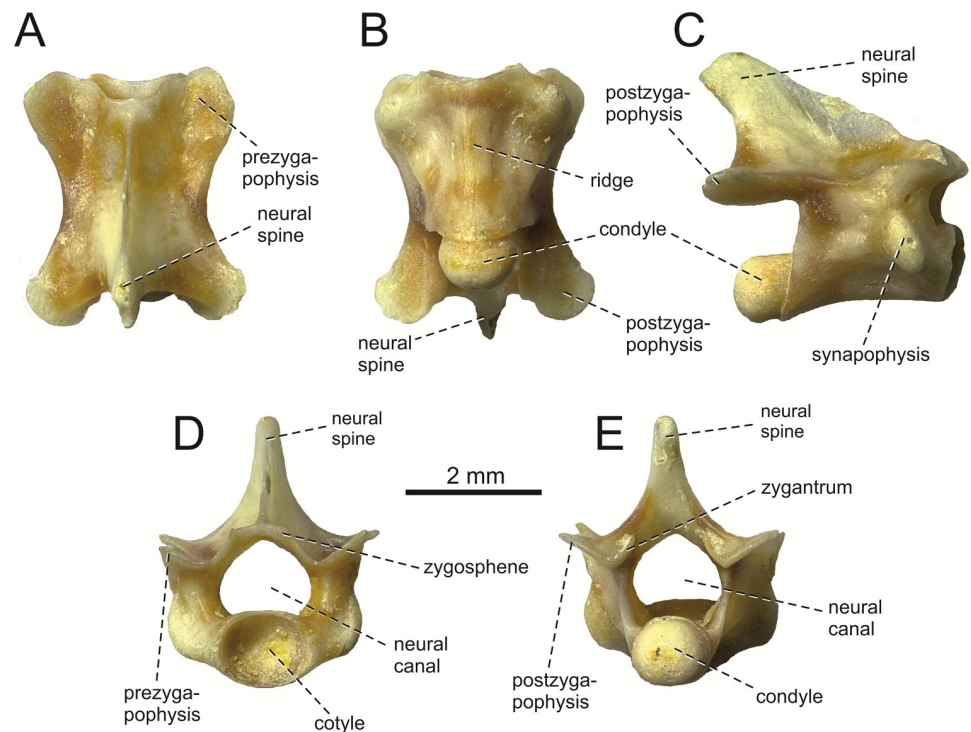 A
prezyga-
pophysis
neural
spine
B
ridge
condyle
postzyga-
pophysis
neural
spine
C
neural
spine
postzyga-
pophysis
synapophysis
D
neural
spine
zygosphene
neural
canal
cotyle
prezyga-
pophysis
2 mm
E
neural
spine
zygantrum
neural
canal
condyle
postzyga-
pophysis